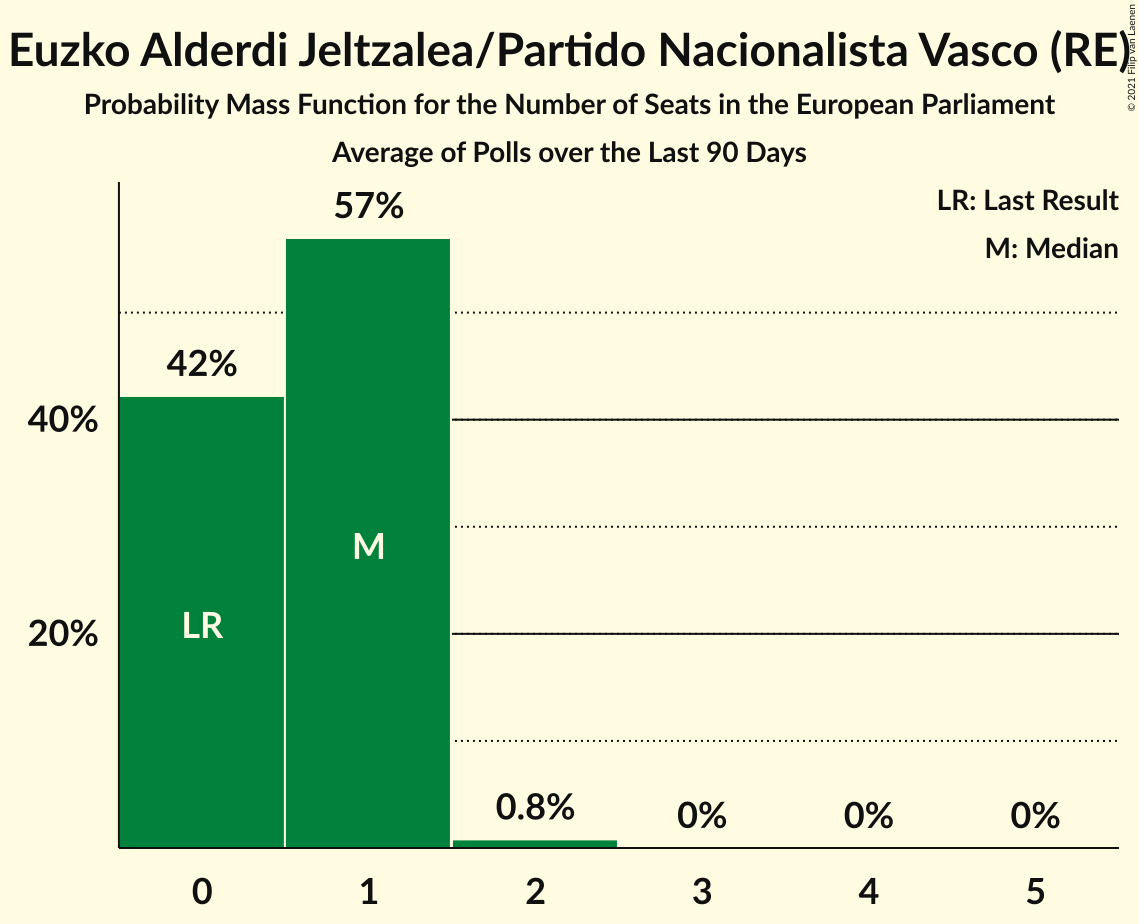 Euzko Alderdi Jeltzalea/Partido Nacionalista Vasco (RE)
© 2021 Filip van Laenen
Probability Mass Function for the Number of Seats in the European Parliament
Average of Polls over the Last 90 Days
LR: Last Result
M: Median
57%
42%
40%
M
LR
20%
0.8%
0%
0%
0%
0
1
2
3
4
5